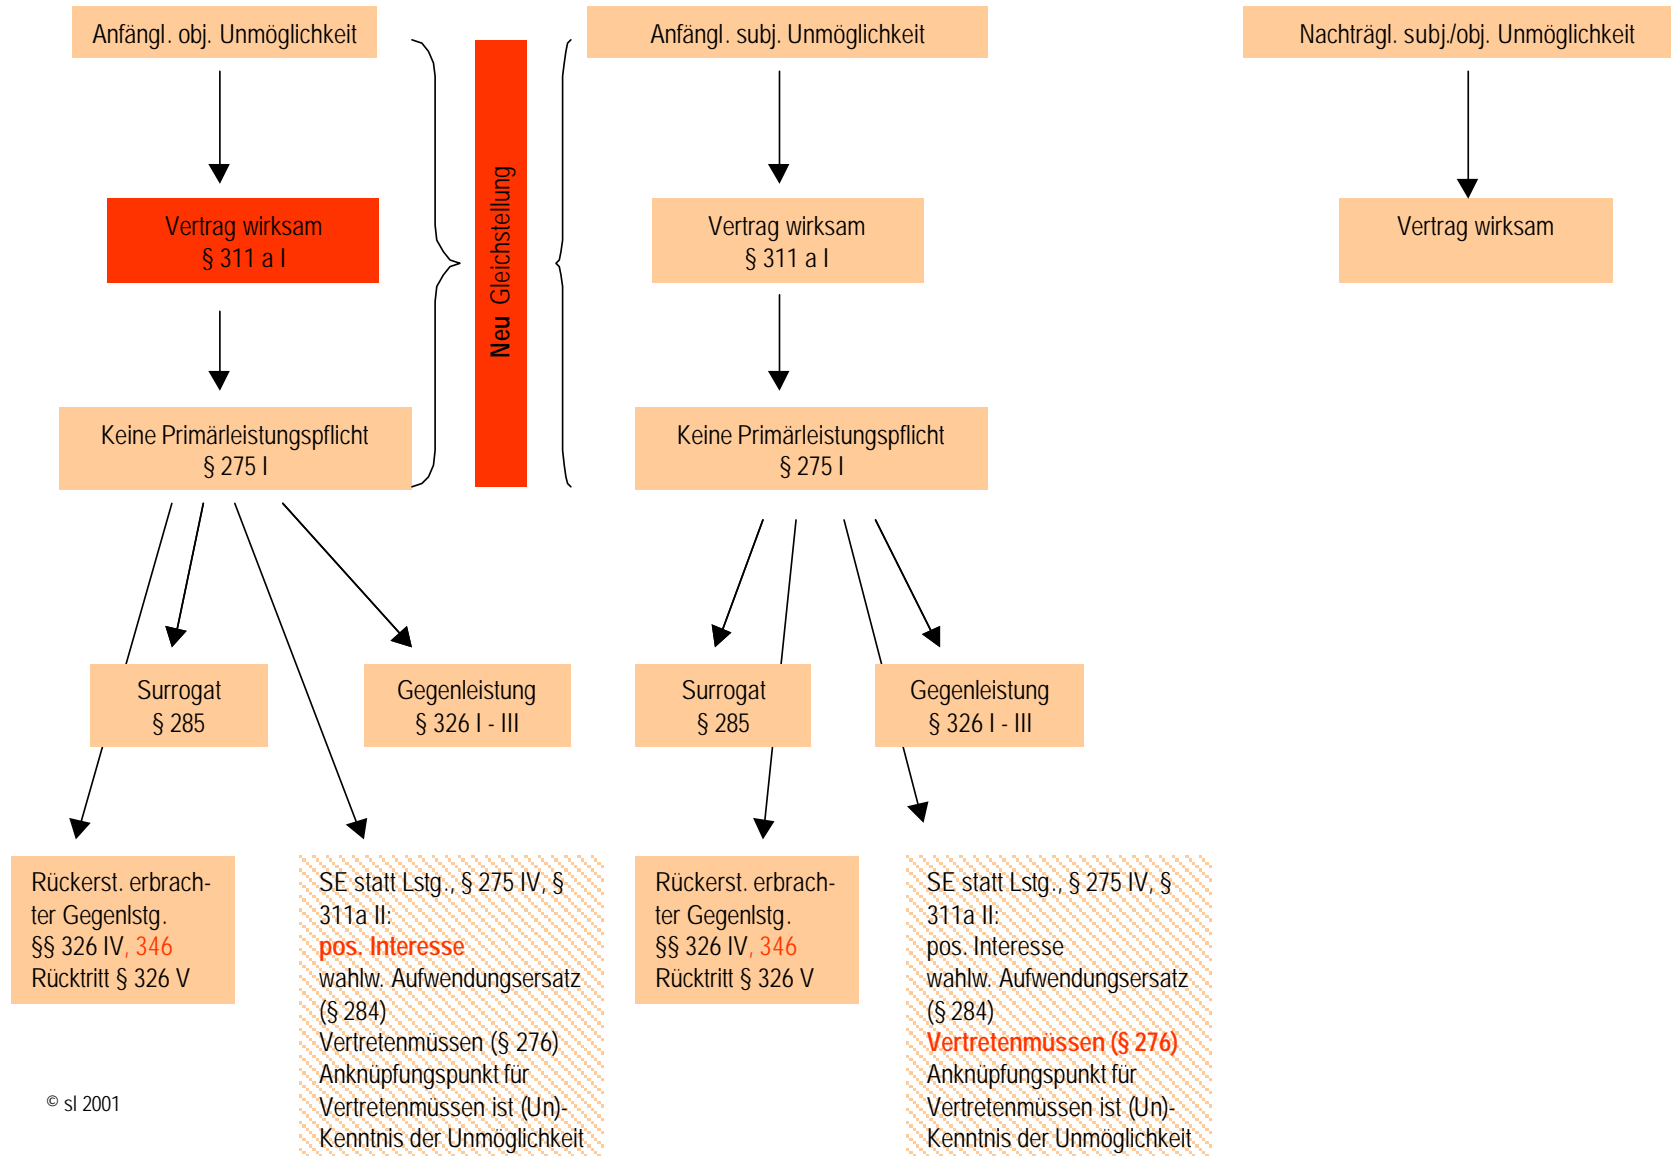 Anfängl. obj. Unmöglichkeit
Anfängl. subj. Unmöglichkeit
Nachträgl. subj./obj. Unmöglichkeit
Vertrag wirksam
§ 311 a I
Neu Gleichstellung
Vertrag wirksam
§ 311 a I
Vertrag wirksam
Keine Primärleistungspflicht
§ 275 I
Keine Primärleistungspflicht
§ 275 I
Surrogat
§ 285
Gegenleistung
§ 326 I - III
Surrogat
§ 285
Gegenleistung
§ 326 I - III
Rückerst. erbrach-
ter Gegenlstg.
§§ 326 IV, 346
Rücktritt § 326 V
SE statt Lstg., § 275 IV, §
311a II:
pos. Interesse
wahlw. Aufwendungsersatz
(§ 284)
Vertretenmüssen (§ 276)
Anknüpfungspunkt für
Vertretenmüssen ist (Un)-
Kenntnis der Unmöglichkeit
Rückerst. erbrach-
ter Gegenlstg.
§§ 326 IV, 346
Rücktritt § 326 V
SE statt Lstg., § 275 IV, §
311a II:
pos. Interesse
wahlw. Aufwendungsersatz
(§ 284)
Vertretenmüssen (§ 276)
Anknüpfungspunkt für
Vertretenmüssen ist (Un)-
Kenntnis der Unmöglichkeit
© sl 2001